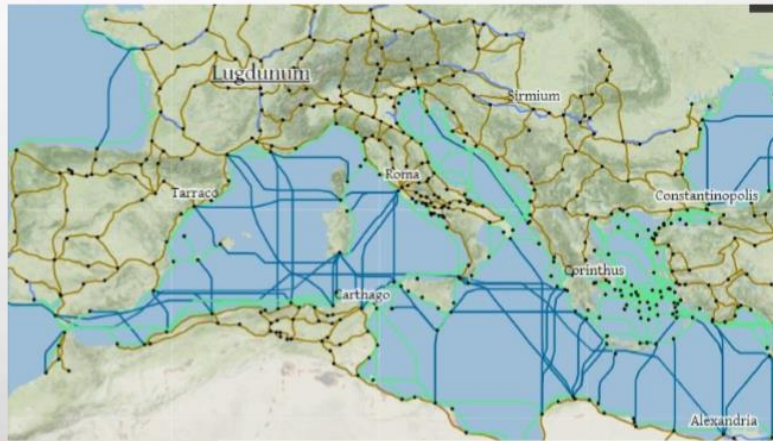 Lugdunum
Sirmium
Roma
Tarraco
Constantinopolis
Corinthus
Carthago
Alexandria